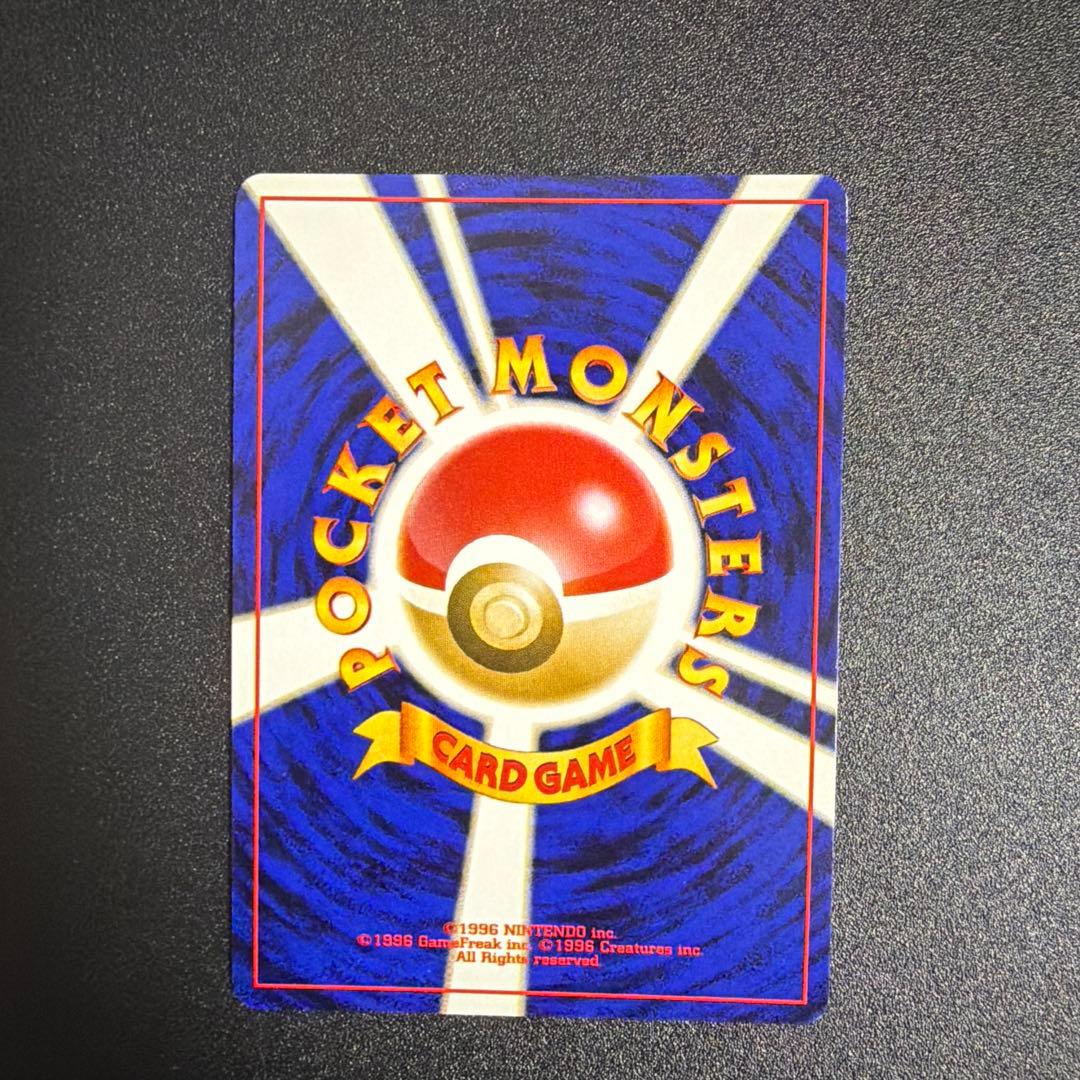 POCKET MONSTERS
CARD GAME
©1996 NINTENDO inc.
©1996 GameFreak inc. ©1996 Creatures inc.
All Rights reserved.